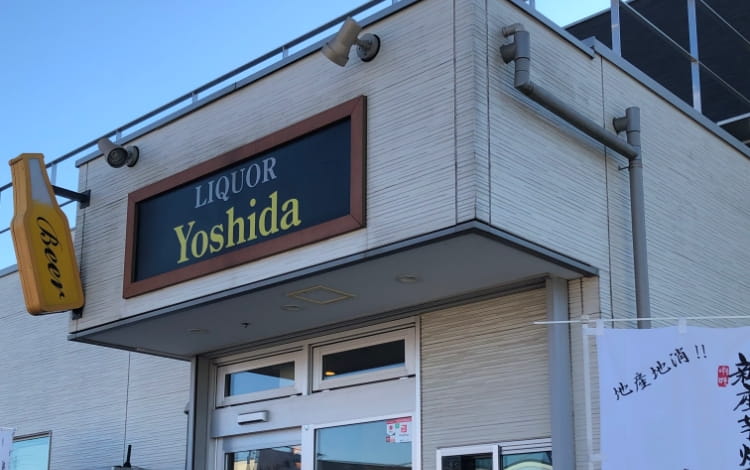 LIQUOR
Yoshida
Beer
地産地消!!